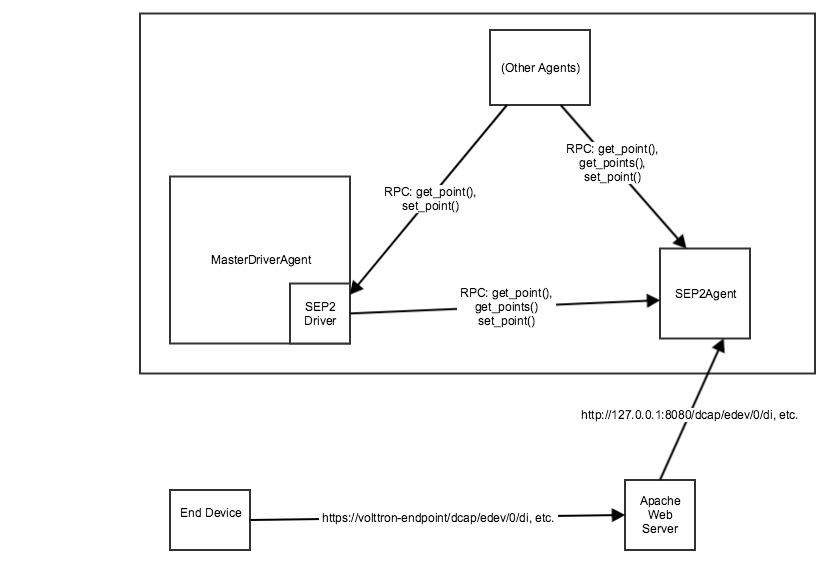 (Other Agents)
RPC: get_point(),
get_points(),
set_point()
RPC: get_point(),
set_point()
MasterDriverAgent
SEP2
Driver
RPC: get_point(),
get_points()
set_point()
SEP2Agent
http://127.0.0.1:8080/dcap/edev/0/di, etc.
End Device
https://volttron-endpoint/dcap/edev/0/di, etc.
Apache
Web
Server